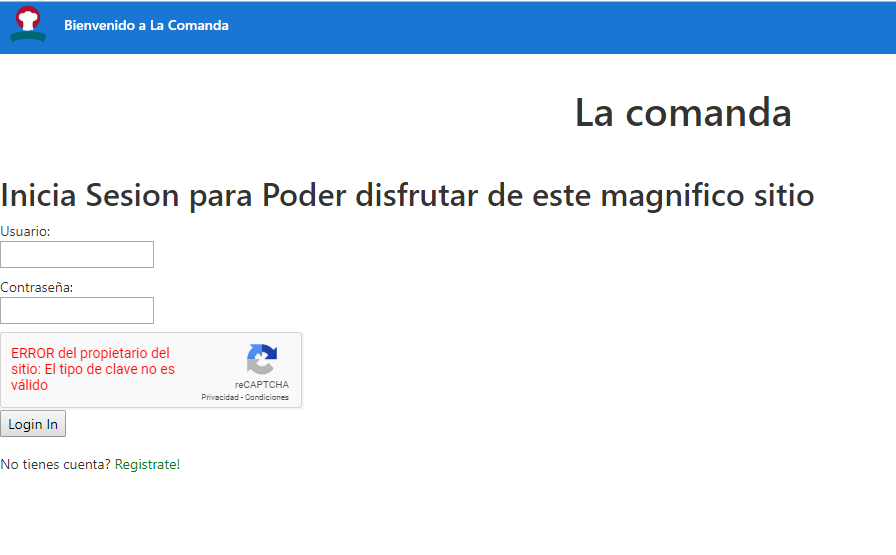 Bienvenido a La Comanda
La comanda
Inicia Sesion para Poder disfrutar de este magnifico sitio
Usuario:
Contraseña:
ERROR del propietario del
sitio: El tipo de clave no es
válido
reCAPTCHA
Privacidad - Condiciones
Login In
No tienes cuenta? Registrate!